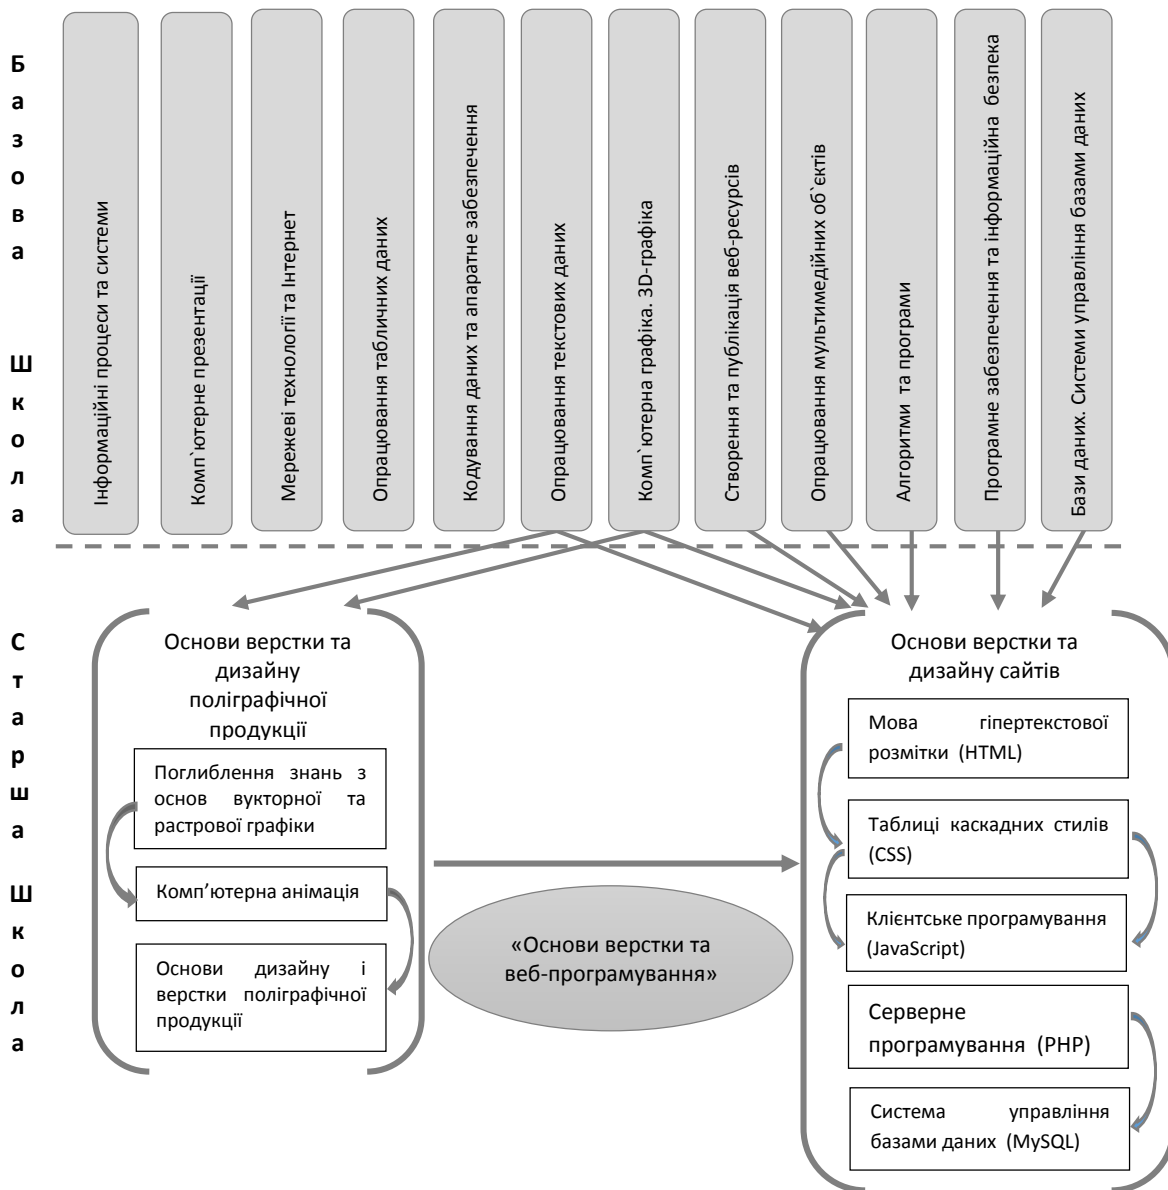 База
Школа
Інформаційні процеси та системи
Комп`ютерне презентації
Мережеві технології та Інтернет
Опрацювання табличних даних
Кодування даних та апаратне забезпечення
Опрацювання текстових даних
Комп`ютерна графіка. 3D-графіка
Створення та публікація веб-ресурсів
Опрацювання мультимедійних об`єктів
Алгоритми та програми
Програмне забезпечення та інформаційна безпека
Бази даних. Системи управління базами даних
Старша
Школа
Основи верстки та
дизайну
поліграфічної
продукції
Поглиблення знань з
основ вукторної та
растрової графіки
Комп’ютерна анімація
Основи дизайну і
верстки поліграфічної
продукції
«Основи верстки та
веб-програмування»
Основи верстки та
дизайну сайтів
Мова гіпертекстової
розмітки (HTML)
Таблиці каскадних стилів
(CSS)
Клієнтське програмування
(JavaScript)
Серверне
програмування (PHP)
Система управління
базами даних (MySQL)